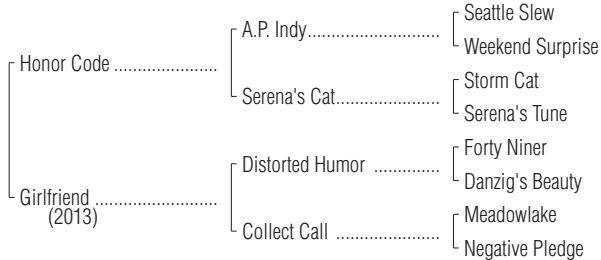 Seattle Slew
A.P. Indy........................................
Weekend Surprise
Honor Code ........................
Storm Cat
Serena's Cat........................
Serena's Tune
Forty Niner
Distorted Humor ...............
Danzig's Beauty
Girlfriend ............................
(2013)
Meadowlake
Collect Call ........................
Negative Pledge